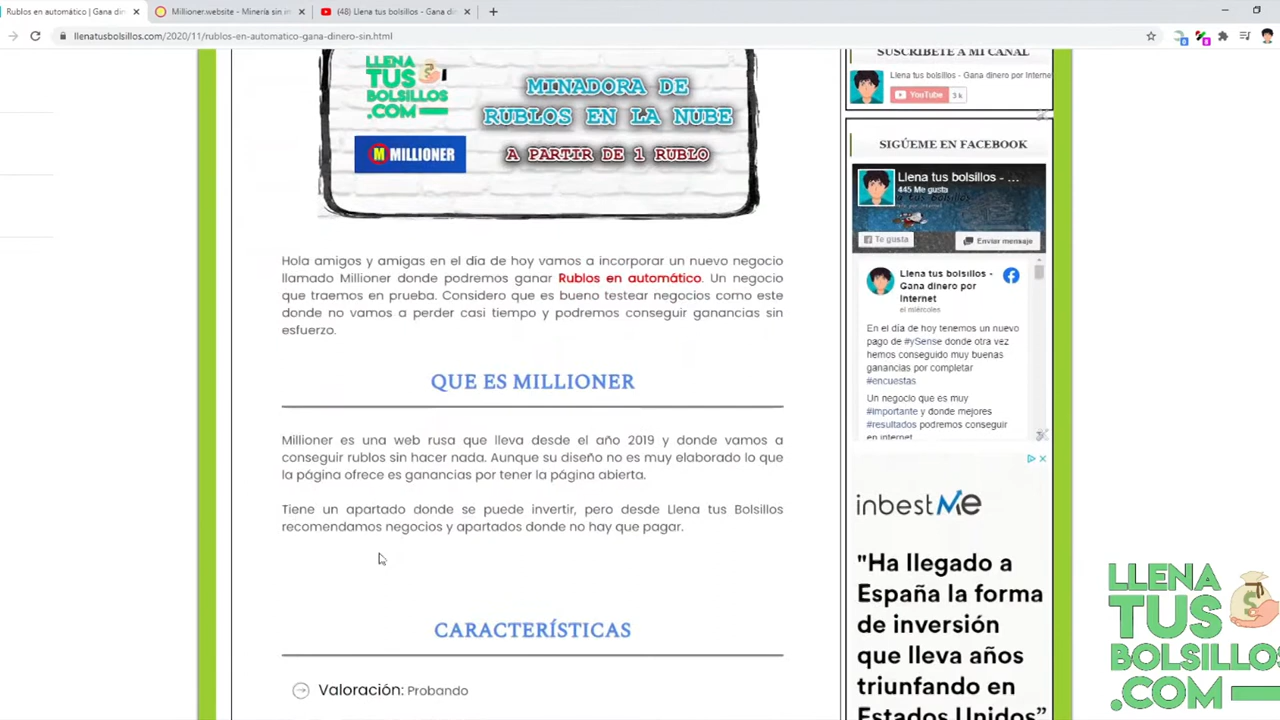 Rublos en automático | Gana di
Millioner.website - Minería sin in
(48) Llena tus bolsillos - Gana di
llenatusbolsillos.com/2020/11/rublos-en-automatico-gana-dinero-sin.html
LLENA
TUS
BOLSILLOS
.COM
MINADORA DE
RUBLOS EN LA NUBE
M MILLIONER
A PARTIR DE 1 RUBLO
Hola amigos y amigas en el dia de hoy vamos a incorporar un nuevo negocio
llamado Millioner donde podremos ganar Rublos en automático. Un negocio
que traemos en prueba. Considero que es bueno testear negocios como este
donde no vamos a perder casi tiempo y podremos conseguir ganancias sin
esfuerzo.
QUE ES MILLIONER
Millioner es una web rusa que lleva desde el año 2019 y donde vamos a
conseguir rublos sin hacer nada. Aunque su diseño no es muy elaborado lo que
la página ofrece es ganancias por tener la página abierta.
Tiene un apartado donde se puede invertir, pero desde Llena tus Bolsillos
recomendamos negocios y apartados donde no hay que pagar.
CARACTERÍSTICAS
Valoración: Probando
SUSCRIBETE A MI CANAL
Llena tus bolsillos - Gana dinero por Interne
YouTube 3 k
SIGÚEME EN FACEBOOK
Llena tus bolsillos - ...
445 Me gusta
Te gusta
Enviar mensaje
Llena tus bolsillos -
Gana dinero por
Internet
el miércoles
En el día de hoy tenemos un nuevo
pago de #ySense donde otra vez
hemos conseguido muy buenas
ganancias por completar
#encuestas
Un negocio que es muy
#importante y donde mejores
#resultados podremos conseguir
en internet
inbestMe
"Ha llegado a
España la forma
de inversión
que lleva años
triunfando en
Estados Unidos"
LLENA
TUS
BOLSILLOS
.COM